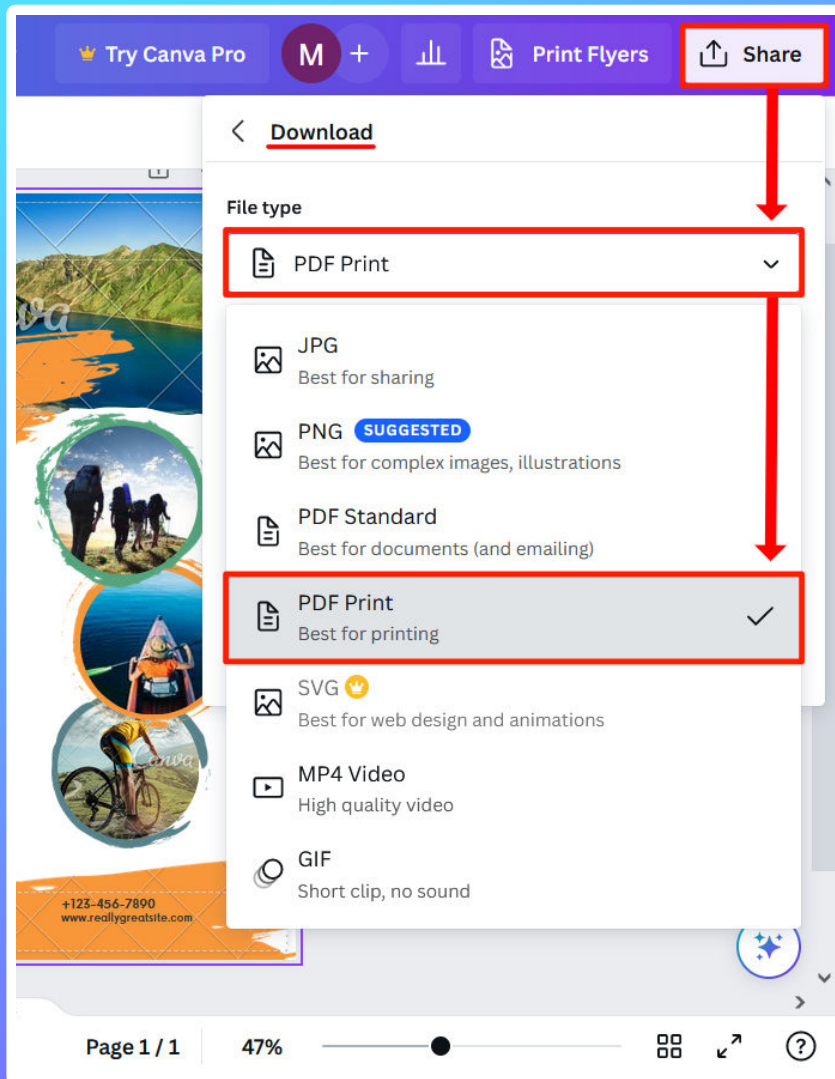 Try Canva Pro
M
+
Print Flyers
Share
Download
File type
PDF Print
JPG
Best for sharing
PNG SUGGESTED
Best for complex images, illustrations
PDF Standard
Best for documents (and emailing)
PDF Print
Best for printing
SVG
Best for web design and animations
MP4 Video
High quality video
GIF
Short clip, no sound
Canva
+123-456-7890
www.reallygreatsite.com
Page 1 / 1
47%
?